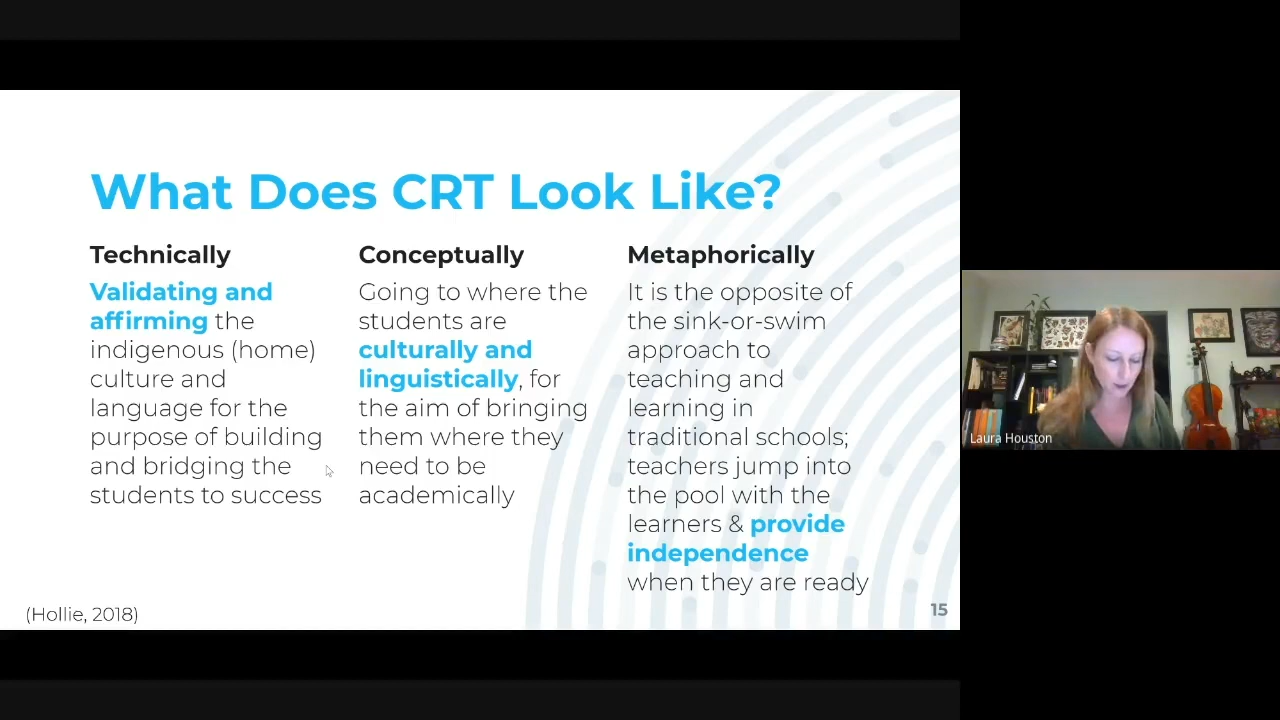 What Does CRT Look Like?
Technically
Validating and
affirming the
indigenous (home)
culture and
language for the
purpose of building
and bridging the
students to success
Conceptually
Going to where the
students are
culturally and
linguistically, for
the aim of bringing
them where they
need to be
academically
Metaphorically
It is the opposite of
the sink-or-swim
approach to
teaching and
learning in
traditional schools;
teachers jump into
the pool with the
learners & provide
independence
when they are ready
(Hollie, 2018)
15
Laura Houston